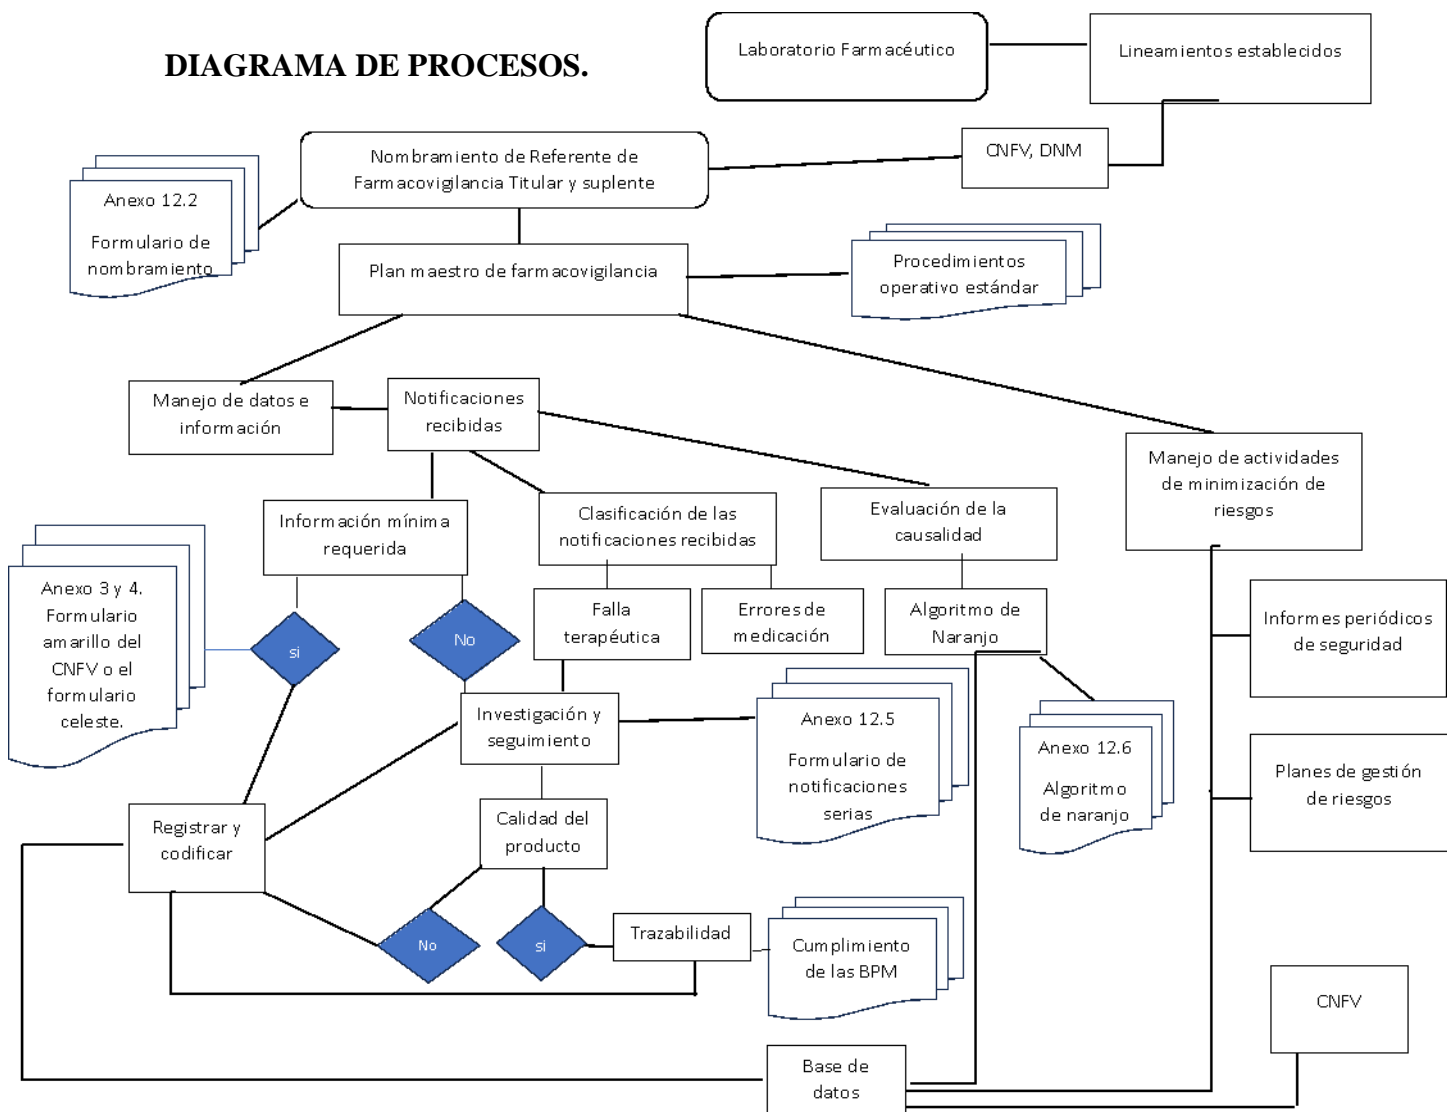 DIAGRAMA DE PROCESOS.
Laboratorio Farmacéutico
Lineamientos establecidos
CNFV, DNM
Nombramiento de Referente de
Farmacovigilancia Titular y suplente
Anexo 12.2
Formulario de
nombramiento
Plan maestro de farmacovigilancia
Procedimientos
operativo estándar
Manejo de datos e
información
Notificaciones
recibidas
Manejo de actividades
de minimización de
riesgos
Información mínima
requerida
Clasificación de las
notificaciones recibidas
Evaluación de la
causalidad
Anexo 3 y 4.
Formulario
amarillo del
CNFV o el
formulario
celeste.
si
No
Falla
terapéutica
Errores de
medicación
Algoritmo de
Naranjo
Informes periódicos
de seguridad
Investigación y
seguimiento
Anexo 12.5
Formulario de
notificaciones
serias
Anexo 12.6
Algoritmo
de naranjo
Planes de gestión
de riesgos
Registrar y
codificar
Calidad del
producto
No
si
Trazabilidad
Cumplimiento
de las BPM
CNFV
Base de
datos